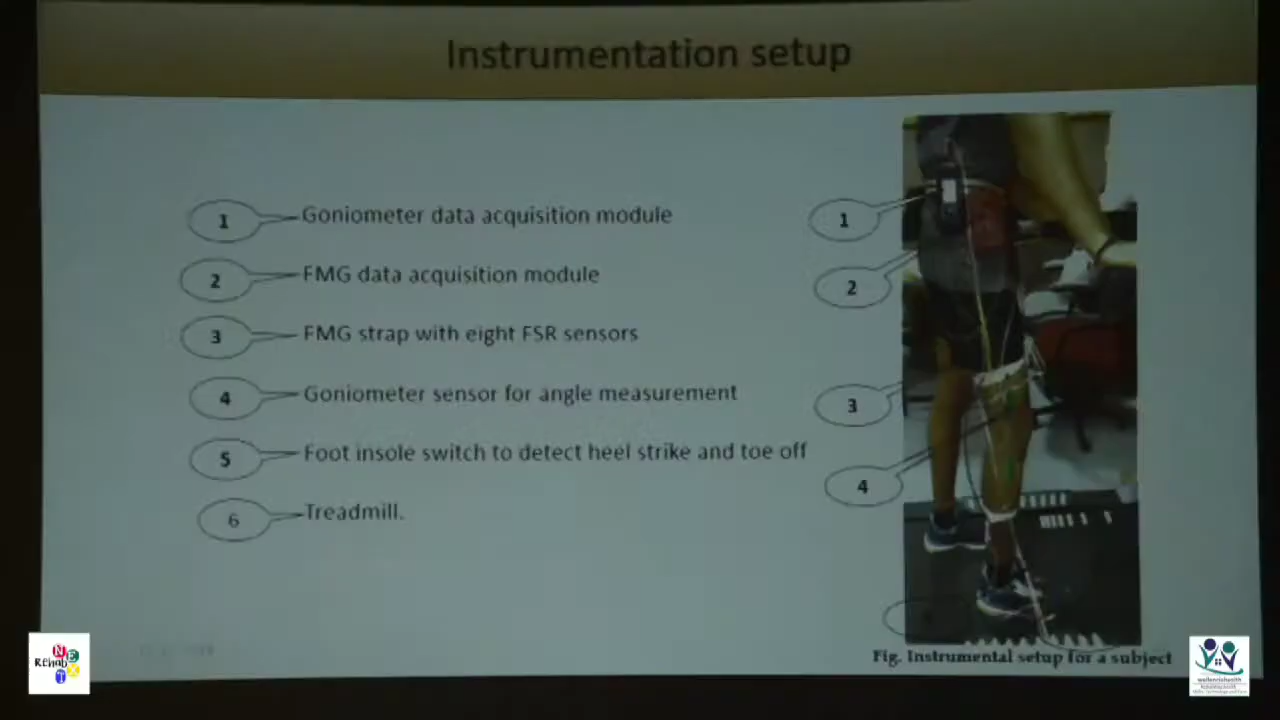 Instrumentation setup
1 Goniometer data acquisition module
2 FMG data acquisition module
3 FMG strap with eight FSR sensors
4 Goniometer sensor for angle measurement
5 Foot insole switch to detect heel strike and toe off
6 Treadmill.
1
2
3
4
Fig. Instrumental setup for a subject
Rehab
NEXT